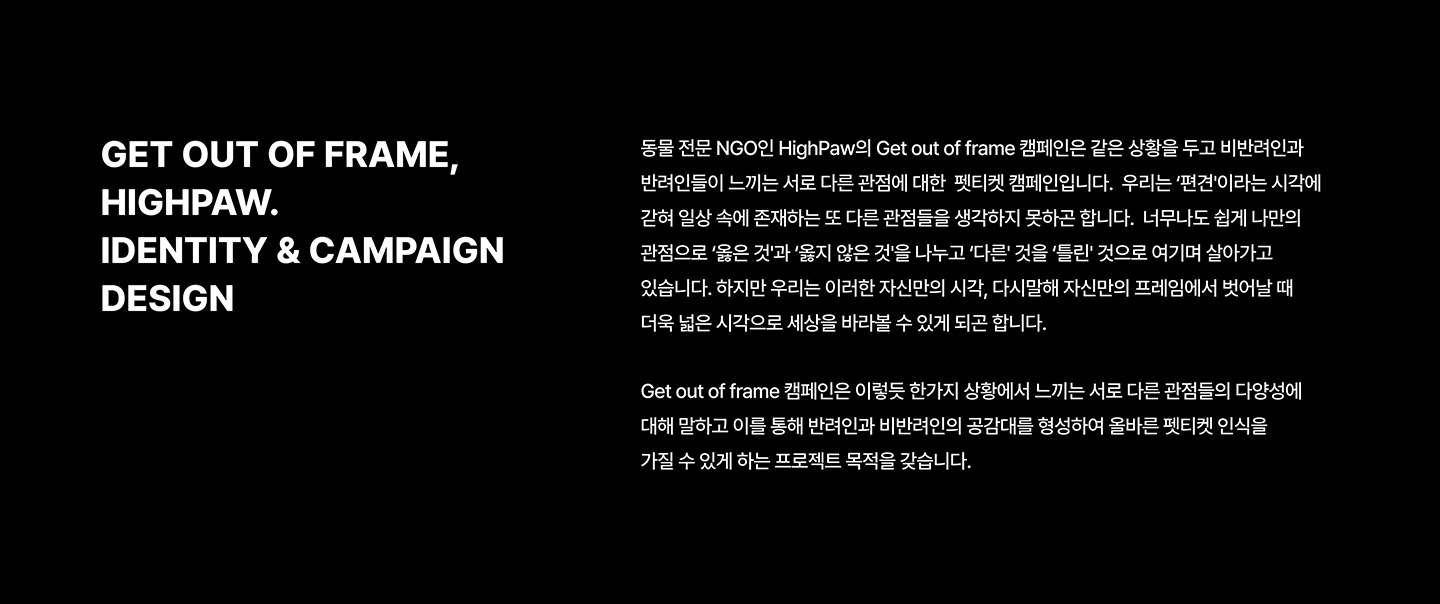 GET OUT OF FRAME,
HIGHPAW.
IDENTITY & CAMPAIGN
DESIGN
동물 전문 NGO인 HighPaw의 Get out of frame 캠페인은 같은 상황을 두고 비반려인과
반려인들이 느끼는 서로 다른 관점에 대한  펫티켓 캠페인입니다.  우리는 ‘편견'이라는 시각에
갇혀 일상 속에 존재하는 또 다른 관점들을 생각하지 못하곤 합니다.  너무나도 쉽게 나만의
관점으로 ‘옳은 것'과 ‘옳지 않은 것'을 나누고 ‘다른' 것을 ‘틀린' 것으로 여기며 살아가고
있습니다. 하지만 우리는 이러한 자신만의 시각, 다시말해 자신만의 프레임에서 벗어날 때
더욱 넓은 시각으로 세상을 바라볼 수 있게 되곤 합니다.
Get out of frame 캠페인은 이렇듯 한가지 상황에서 느끼는 서로 다른 관점들의 다양성에
대해 말하고 이를 통해 반려인과 비반려인의 공감대를 형성하여 올바른 펫티켓 인식을
가질 수 있게 하는 프로젝트 목적을 갖습니다.